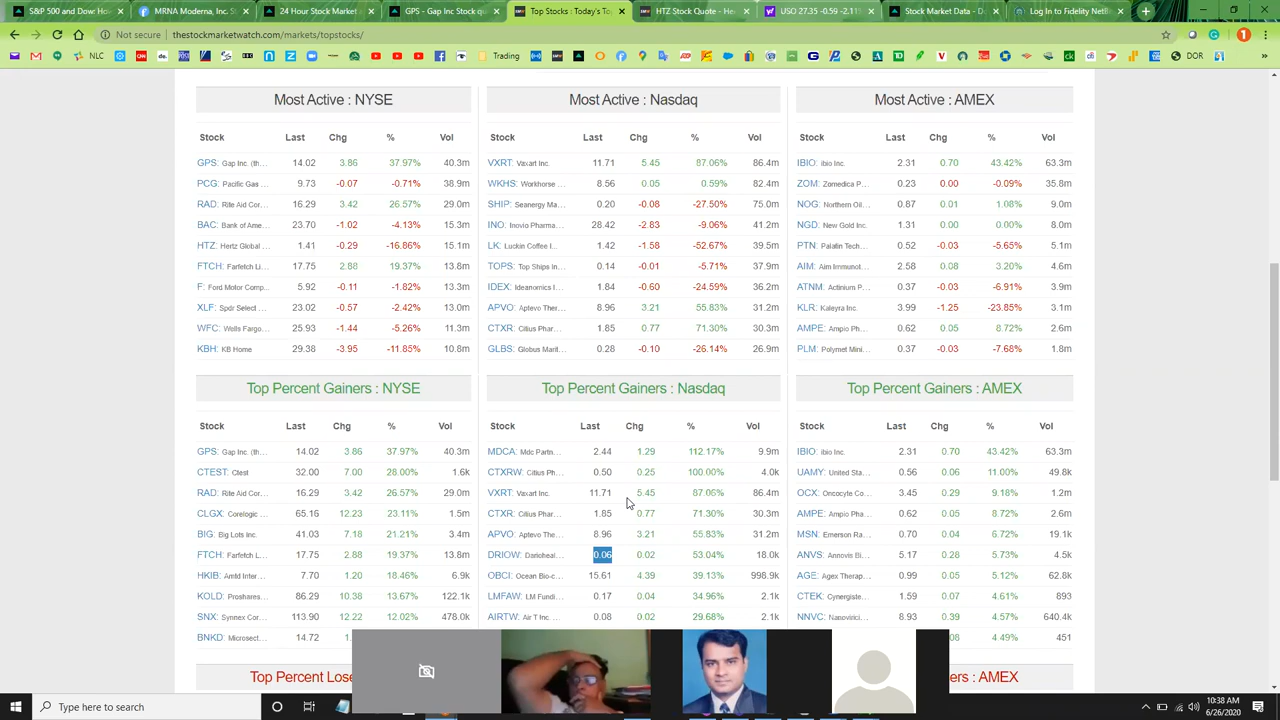 S&P 500 and Dow H
MRNA Moderna, Inc. St
24 Hour Stock Market
GPS - Gap Inc (The)
Top Stocks : Today's Top
HTZ Stock Quote - He
USO 27.35 -0.59 -2.11%
Stock Market Data - D
Log In to Fidelity Netb
Not secure | thestockmarketwatch.com/markets/topstocks/
NLC Trading DOR
Most Active : NYSE
Stock Last Chg % Vol
GPS: Gap Inc. (th... 14.02 3.86 37.97% 40.3m
PCG: Pacific Gas ... 9.73 -0.07 -0.71% 38.9m
RAD: Rite Aid Cor... 16.29 3.42 26.57% 29.0m
BAC: Bank of Ame... 23.70 -1.02 -4.13% 15.3m
HTZ: Hertz Global ... 1.41 -0.29 -16.86% 15.1m
FTCH: Farfetch Li... 17.75 2.88 19.37% 13.8m
F: Ford Motor Comp... 5.92 -0.11 -1.82% 13.3m
XLF: Spdr Select ... 23.02 -0.57 -2.42% 13.0m
WFC: Wells Fargo... 25.93 -1.44 -5.26% 11.3m
KBH: KB Home 29.38 -3.95 -11.85% 10.8m
Most Active : Nasdaq
Stock Last Chg % Vol
VXRT: Vaxart Inc. 11.71 5.45 87.06% 86.4m
WKHS: Workhorse ... 8.56 0.05 0.59% 82.4m
SHIP: Seanergy Ma... 0.20 -0.08 -27.50% 75.0m
INO: Inovio Pharma... 28.42 -2.83 -9.06% 41.2m
LK: Luckin Coffee I... 1.42 -1.58 -52.67% 39.5m
TOPS: Top Ships In... 0.14 -0.01 -5.71% 37.9m
IDEX: Ideanomics I... 1.84 -0.60 -24.59% 36.2m
APVO: Aptevo Ther... 8.96 3.21 55.83% 31.2m
CTXR: Citius Phar... 1.85 0.77 71.30% 30.3m
GLBS: Globus Marit... 0.28 -0.10 -26.14% 26.9m
Most Active : AMEX
Stock Last Chg % Vol
IBIO: ibio Inc. 2.31 0.70 43.42% 63.3m
ZOM: Zomedica P... 0.23 0.00 -0.09% 35.8m
NOG: Northern Oil... 0.87 0.01 1.08% 9.0m
NGD: New Gold Inc. 1.31 0.00 0.00% 8.0m
PTN: Palatin Tech... 0.52 -0.03 -5.65% 5.1m
AIM: Aim Immunot... 2.58 0.08 3.20% 4.6m
ATNM: Actinium P... 0.37 -0.03 -6.91% 3.9m
KLR: Kaleyra Inc. 3.99 -1.25 -23.85% 3.1m
AMPE: Ampio Ph... 0.62 0.05 8.72% 2.6m
PLM: Polymet Mini... 0.37 -0.03 -7.68% 1.8m
Top Percent Gainers : NYSE
Stock Last Chg % Vol
GPS: Gap Inc. (th... 14.02 3.86 37.97% 40.3m
CTEST: Ctest 32.00 7.00 28.00% 1.6k
RAD: Rite Aid Cor... 16.29 3.42 26.57% 29.0m
CLGX: Corelogic ... 65.16 12.23 23.11% 1.5m
BIG: Big Lots Inc. 41.03 7.18 21.21% 3.4m
FTCH: Farfetch L... 17.75 2.88 19.37% 13.8m
HKIB: Amtd Inter... 7.70 1.20 18.46% 6.9k
KOLD: Proshares... 86.29 10.38 13.67% 122.1k
SNX: Synnex Cor... 113.90 12.22 12.02% 478.0k
BNKD: Microsect... 14.72 1.
Top Percent Gainers : Nasdaq
Stock Last Chg % Vol
MDCA: Mdc Partn... 2.44 1.29 112.17% 9.9m
CTXRW: Citius Ph... 0.50 0.25 100.00% 4.0k
VXRT: Vaxart Inc. 11.71 5.45 87.06% 86.4m
CTXR: Citius Phar... 1.85 0.77 71.30% 30.3m
APVO: Aptevo The... 8.96 3.21 55.83% 31.2m
DRIOW: Darioheal... 0.06 0.02 53.04% 18.0k
OBCI: Ocean Bio-c... 15.61 4.39 39.13% 998.9k
LMFAW: LM Fundi... 0.17 0.04 34.96% 2.1k
AIRTW: Air T Inc. ... 0.08 0.02 29.68% 2.1k
Top Percent Gainers : AMEX
Stock Last Chg % Vol
IBIO: ibio Inc. 2.31 0.70 43.42% 63.3m
UAMY: United Sta... 0.56 0.06 11.00% 49.8k
OCX: Oncocyte Co... 3.45 0.29 9.18% 1.2m
AMPE: Ampio Pha... 0.62 0.05 8.72% 2.6m
MSN: Emerson Ra... 0.70 0.04 6.72% 19.1k
ANVS: Annovis Bi... 5.17 0.28 5.73% 4.5k
AGE: Agex Therap... 0.99 0.05 5.12% 62.8k
CTEK: Cynergiste... 1.59 0.07 4.61% 893
NNVC: Nanovirici... 8.93 0.39 4.57% 640.4k
08 4.49% 451
Top Percent Lose
ers : AMEX
Type here to search
10:38 AM
6/26/2020